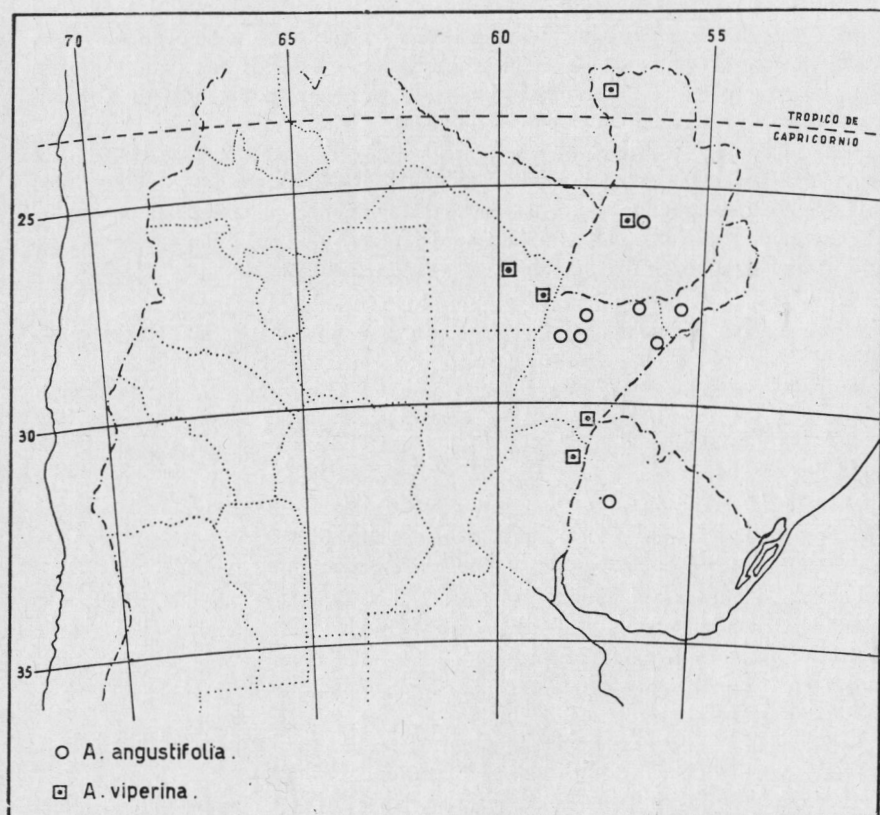 70 65 60 55
TROPICO DE
CAPRICORNIO
25
30
35
A. angustifolia.
A. viperina.